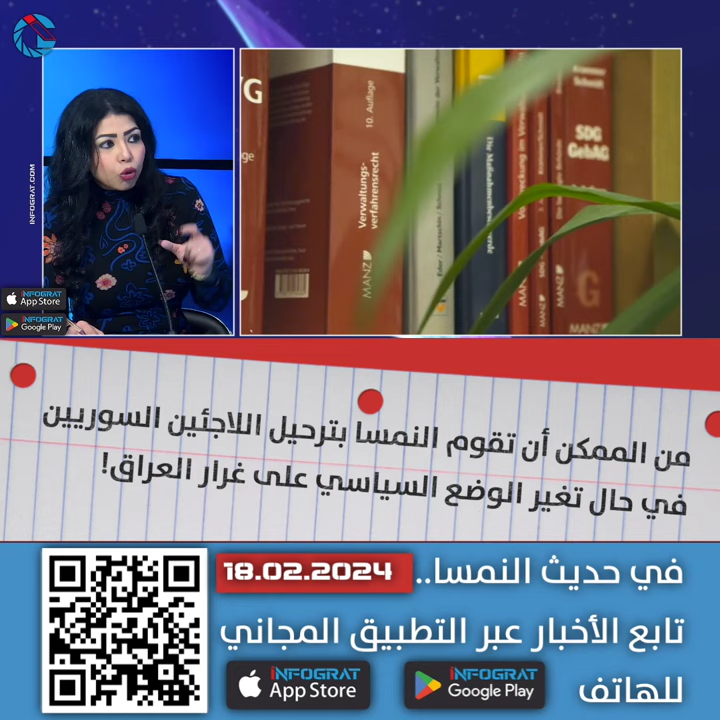 INFOGRAT.COM
INFOGRAT
App Store
INFOGRAT
Google Play
VG
10. Auflage
Verwaltungs-
verfahrensrecht
MANZ
SDG
GebAG
G
MANZ
من الممكن أن تقوم النمسا بترحيل اللاجئين السوريين
في حال تغير الوضع السياسي على غرار العراق!
في حديث النمسا.. 18.02.2024
تابع الأخبار عبر التطبيق المجاني
للهاتف
INFOGRAT
Google Play
INFOGRAT
App Store